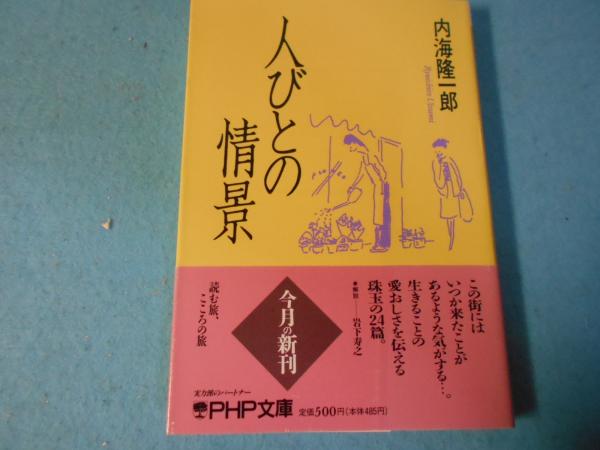 内海隆一郎
Ryuichiro Utsumi
人びとの
情景
この街には
いつか来たことが
あるような気がする…。
生きることの
愛おしさを伝える
珠玉の24篇。
●解説——岩下寿之
今月の新刊
読む旅、
こころの旅
実力派のパートナー
PHP文庫
定価500円(本体485円)